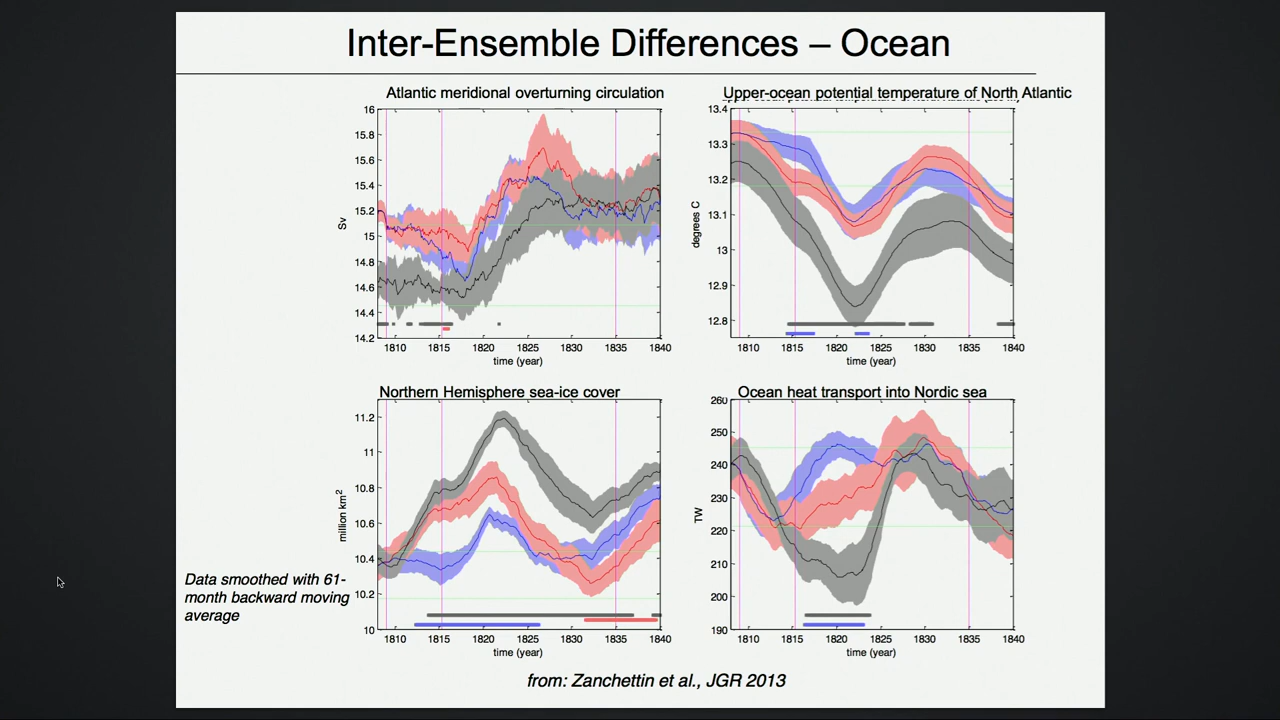 Inter-Ensemble Differences – Ocean
Atlantic meridional overturning circulation
16
15.8
15.6
15.4
15.2
15
14.8
14.6
14.4
14.2
Sv
1810 1815 1820 1825 1830 1835 1840
time (year)
Upper-ocean potential temperature of North Atlantic
13.4
13.3
13.2
13.1
13
12.9
12.8
degrees C
1810 1815 1820 1825 1830 1835 1840
time (year)
Northern Hemisphere sea-ice cover
11.2
11
10.8
10.6
10.4
10.2
10
million km²
1810 1815 1820 1825 1830 1835 1840
time (year)
Ocean heat transport into Nordic sea
260
250
240
230
220
210
200
190
TW
1810 1815 1820 1825 1830 1835 1840
time (year)
Data smoothed with 61-
month backward moving
average
from: Zanchettin et al., JGR 2013